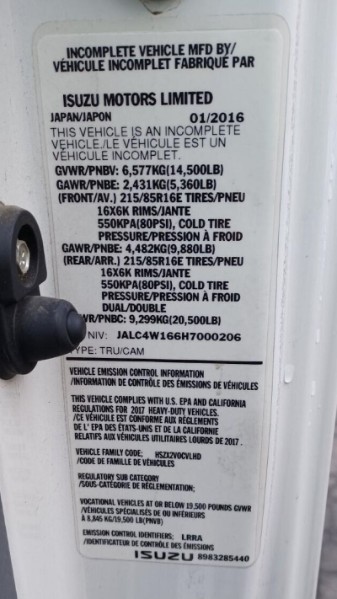 INCOMPLETE VEHICLE MFD BY/
VÉHICULE INCOMPLET FABRIQUÉ PAR
ISUZU MOTORS LIMITED
JAPAN/JAPON 01/2016
THIS VEHICLE IS AN INCOMPLETE
VEHICLE./LE VÉHICULE EST UN
VÉHICULE INCOMPLET.
GVWR/PNBV: 6,577KG(14,500LB)
GAWR/PNBE: 2,431KG(5,360LB)
(FRONT/AV.) 215/85R16E TIRES/PNEU
16X6K RIMS/JANTE
550KPA(80PSI), COLD TIRE
PRESSURE/PRESSION À FROID
GAWR/PNBE: 4,482KG(9,880LB)
(REAR/ARR.) 215/85R16E TIRES/PNEU
16X6K RIMS/JANTE
550KPA(80PSI), COLD TIRE
PRESSURE/PRESSION À FROID
DUAL/DOUBLE
WR/PNBC: 9,299KG(20,500LB)
NIV: JALC4W166H7000206
TYPE: TRU/CAM
VEHICLE EMISSION CONTROL INFORMATION
/INFORMATION DE CONTRÔLE DES ÉMISSIONS DE VÉHICULES
THIS VEHICLE COMPLIES WITH U.S. EPA AND CALIFORNIA
REGULATIONS FOR 2017 HEAVY-DUTY VEHICLES.
/CE VÉHICULE EST CONFORME AUX RÈGLEMENTS
DE L' EPA DES ÉTATS-UNIS ET DE LA CALIFORNIE
RELATIFS AUX VÉHICULES UTILITAIRES LOURDS DE 2017.
VEHICLE FAMILY CODE: HSZX2VOCVLHD
/CODE DE FAMILLE DE VÉHICULES
REGULATORY SUB CATEGORY
/SOUS-CATÉGORIE DE RÉGLEMENTATION:
VOCATIONAL VEHICLES AT OR BELOW 19,500 POUNDS GVWR
/VÉHICULES SPÉCIALISÉS DE OU INFÉRIEURS
À 8,845 KG/19,500 LB(PNBV)
EMISSION CONTROL IDENTIFIERS: LRRA
/IDENTIFICATEURS DE CONTRÔLE DES ÉMISSIONS
ISUZU 8983285440